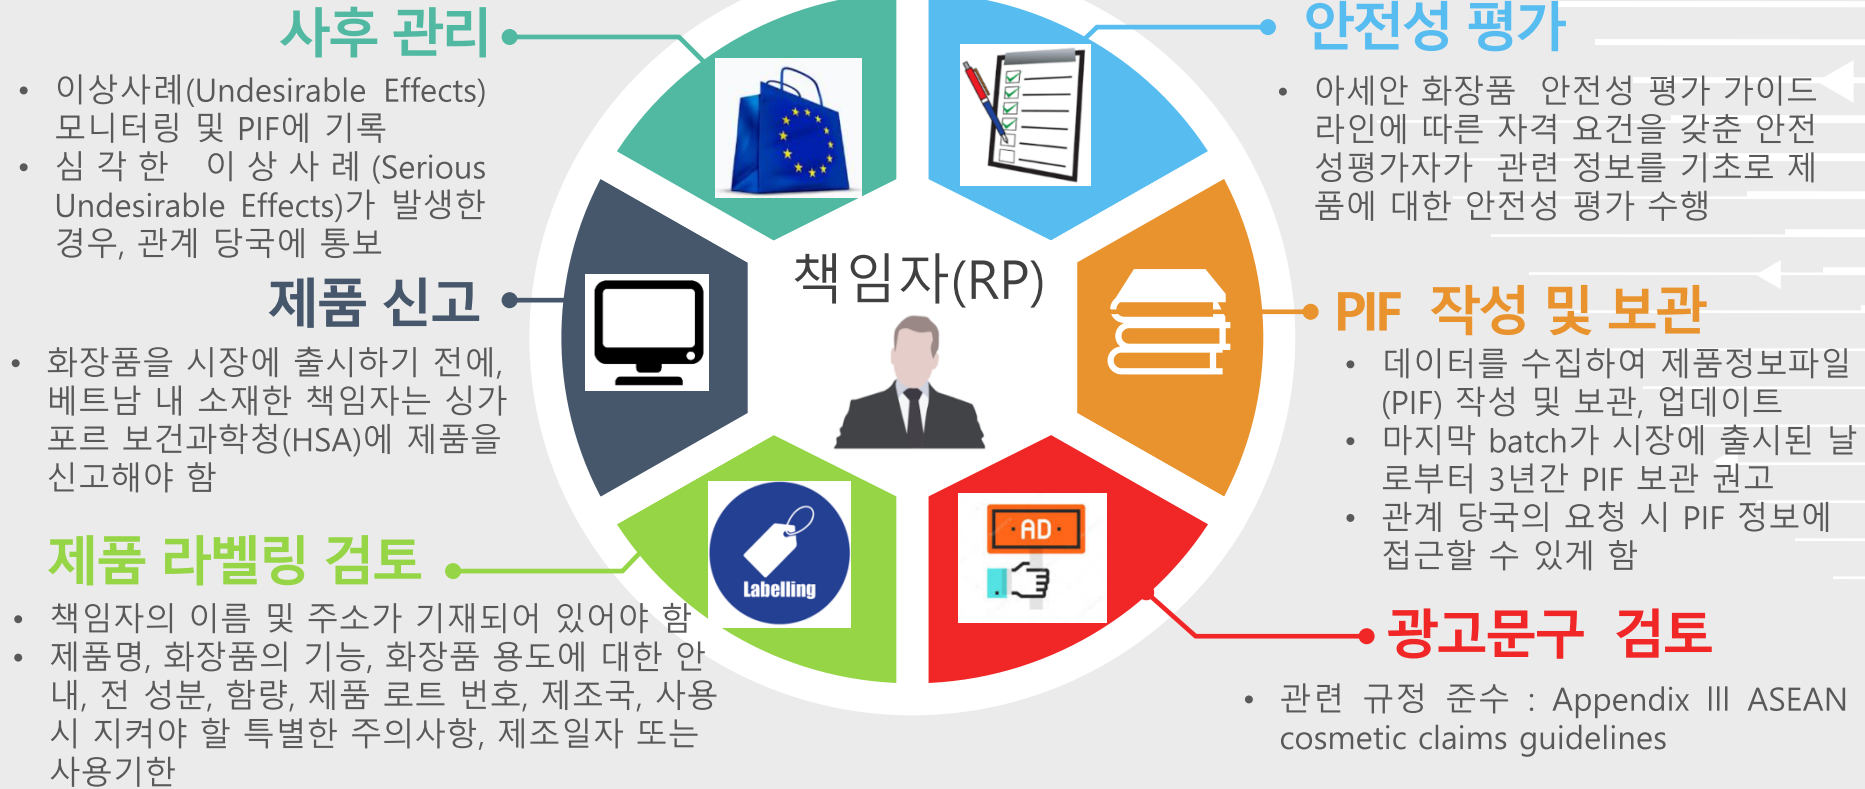 사후 관리
• 이상사례(Undesirable Effects)
모니터링 및 PIF에 기록
• 심각한 이상사례(Serious
Undesirable Effects)가 발생한
경우, 관계 당국에 통보
제품 신고
• 화장품을 시장에 출시하기 전에,
베트남 내 소재한 책임자는 싱가
포르 보건과학청(HSA)에 제품을
신고해야 함
제품 라벨링 검토
• 책임자의 이름 및 주소가 기재되어 있어야 함
• 제품명, 화장품의 기능, 화장품 용도에 대한 안
내, 전 성분, 함량, 제품 로트 번호, 제조국, 사용
시 지켜야 할 특별한 주의사항, 제조일자 또는
사용기한
책임자(RP)
Labelling
AD
안전성 평가
• 아세안 화장품 안전성 평가 가이드
라인에 따른 자격 요건을 갖춘 안전
성평가자가 관련 정보를 기초로 제
품에 대한 안전성 평가 수행
PIF 작성 및 보관
• 데이터를 수집하여 제품정보파일
(PIF) 작성 및 보관, 업데이트
• 마지막 batch가 시장에 출시된 날
로부터 3년간 PIF 보관 권고
• 관계 당국의 요청 시 PIF 정보에
접근할 수 있게 함
광고문구 검토
• 관련 규정 준수 : Appendix III ASEAN
cosmetic claims guidelines